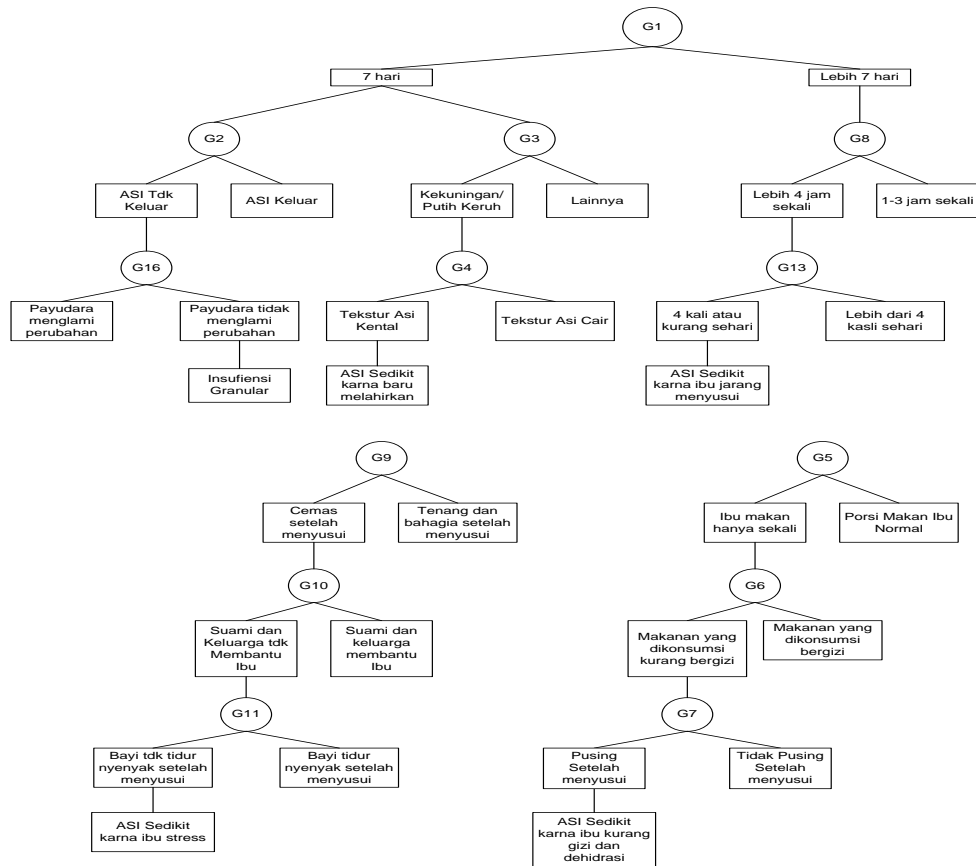 G1
7 hari
Lebih 7 hari
G2
G3
G8
ASI Tdk
Keluar
ASI Keluar
Kekuningan/
Putih Keruh
Lainnya
Lebih 4 jam
sekali
1-3 jam sekali
G16
G4
G13
Payudara
menglami
perubahan
Payudara tidak
menglami
perubahan
Tekstur Asi
Kental
Tekstur Asi Cair
4 kali atau
kurang sehari
Lebih dari 4
kasli sehari
Insufiensi
Granular
ASI Sedikit
karna baru
melahirkan
ASI Sedikit
karna ibu jarang
menyusui
G9
G5
Cemas
setelah
menyusui
Tenang dan
bahagia setelah
menyusui
Ibu makan
hanya sekali
Porsi Makan Ibu
Normal
G10
G6
Suami dan
Keluarga tdk
Membantu
Ibu
Suami dan
keluarga
membantu
Ibu
Makanan yang
dikonsumsi
kurang bergizi
Makanan yang
dikonsumsi
bergizi
G11
G7
Bayi tdk tidur
nyenyak setelah
menyusui
Bayi tidur
nyenyak setelah
menyusui
Pusing
Setelah
menyusui
Tidak Pusing
Setelah
menyusui
ASI Sedikit
karna ibu stress
ASI Sedikit
karna ibu kurang
gizi dan
dehidrasi